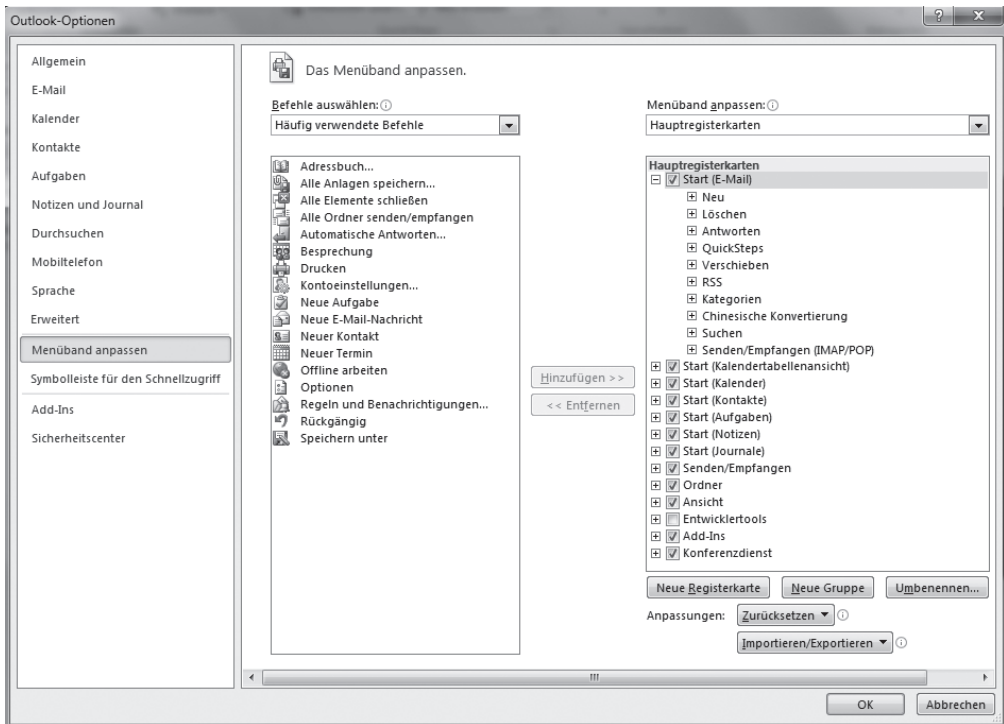 Outlook-Optionen
Allgemein
E-Mail
Kalender
Kontakte
Aufgaben
Notizen und Journal
Durchsuchen
Mobiltelefon
Sprache
Erweitert
Menüband anpassen
Symbolleiste für den Schnellzugriff
Add-Ins
Sicherheitscenter
Das Menüband anpassen.
Befehle auswählen:
Häufig verwendete Befehle
Adressbuch...
Alle Anlagen speichern...
Alle Elemente schließen
Alle Ordner senden/empfangen
Automatische Antworten...
Besprechung
Drucken
Kontoeinstellungen...
Neue Aufgabe
Neue E-Mail-Nachricht
Neuer Kontakt
Neuer Termin
Offline arbeiten
Optionen
Regeln und Benachrichtigungen...
Rückgängig
Speichern unter
Hinzufügen >>
<< Entfernen
Menüband anpassen:
Hauptregisterkarten
Hauptregisterkarten
Start (E-Mail)
Neu
Löschen
Antworten
QuickSteps
Verschieben
RSS
Kategorien
Chinesische Konvertierung
Suchen
Senden/Empfangen (IMAP/POP)
Start (Kalendertabellenansicht)
Start (Kalender)
Start (Kontakte)
Start (Aufgaben)
Start (Notizen)
Start (Journale)
Senden/Empfangen
Ordner
Ansicht
Entwicklertools
Add-Ins
Konferenzdienst
Neue Registerkarte
Neue Gruppe
Umbenennen...
Anpassungen:
Zurücksetzen
Importieren/Exportieren
OK
Abbrechen